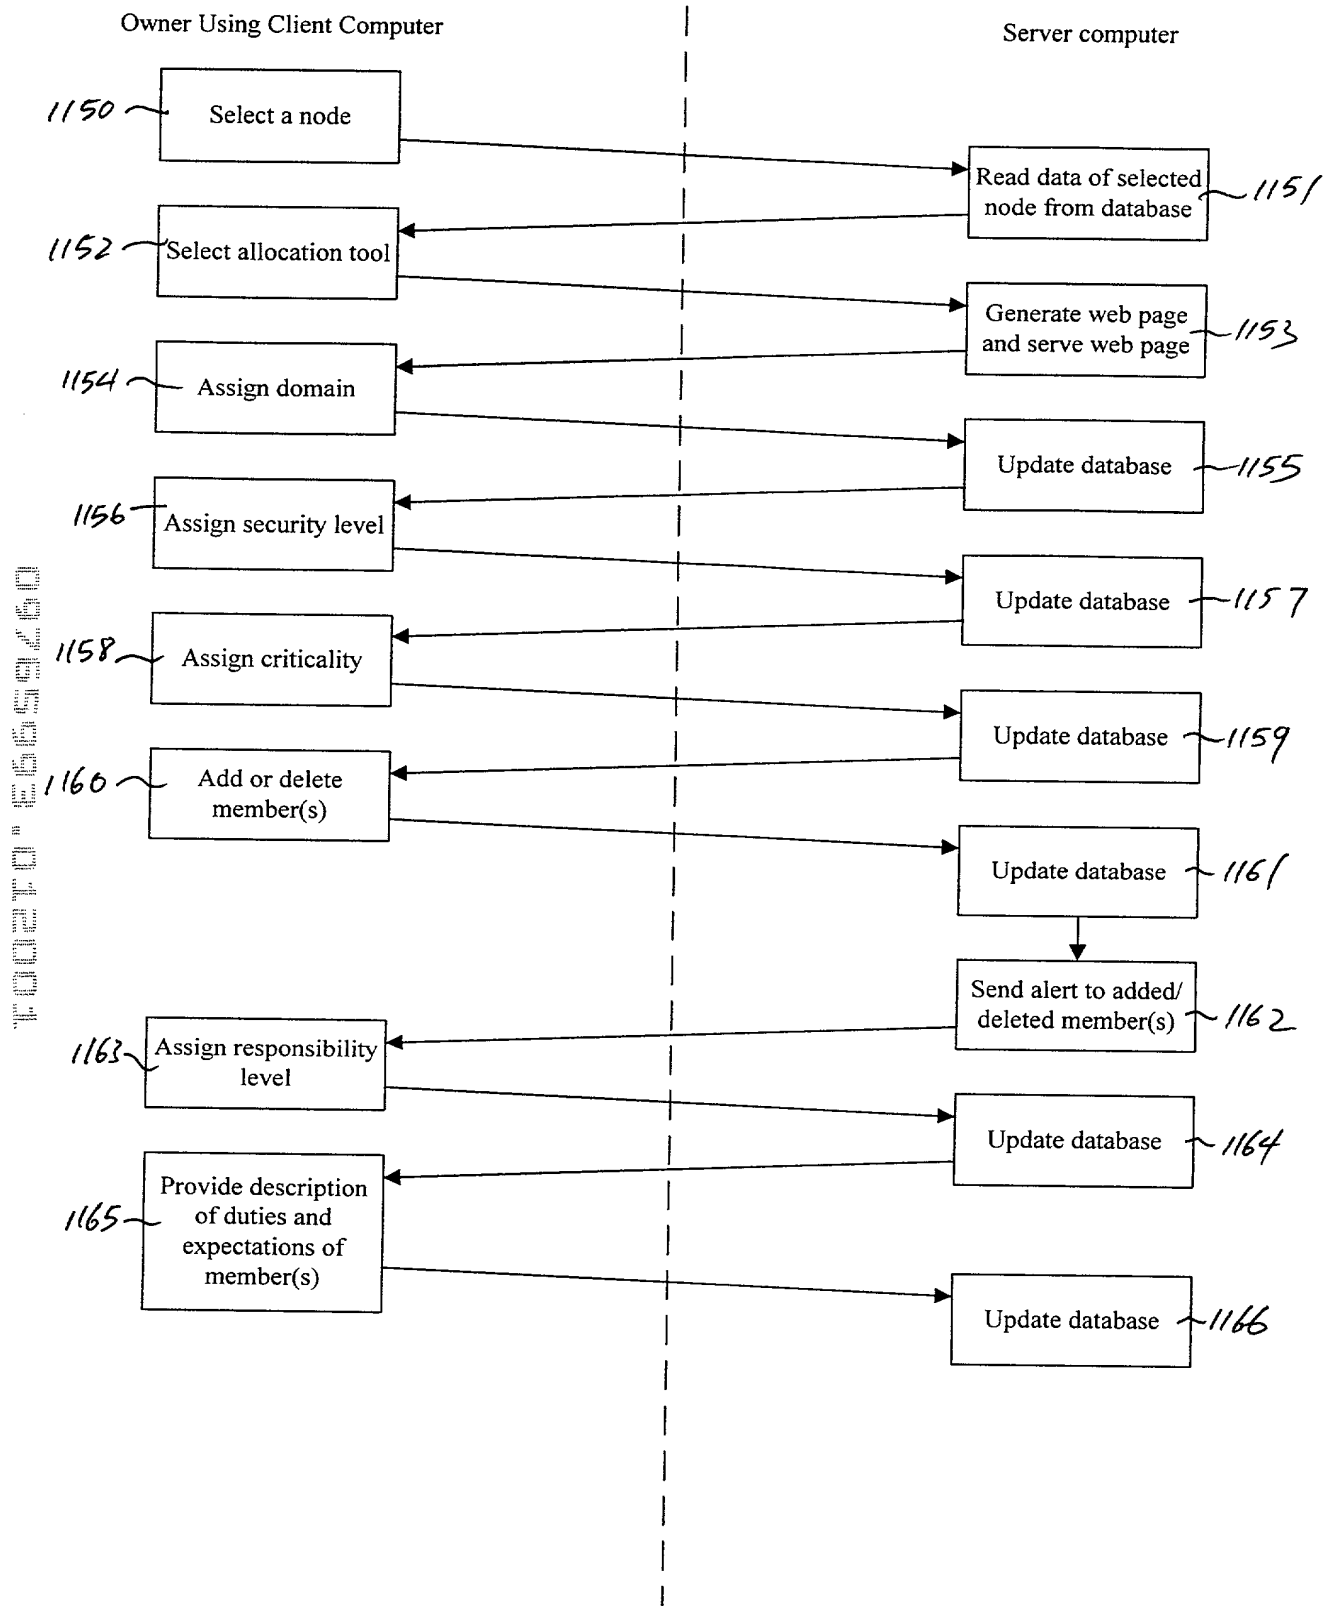 Owner Using Client Computer
Server computer
1150
Select a node
Read data of selected
node from database
1151
1152
Select allocation tool
Generate web page
and serve web page
1153
1154
Assign domain
Update database
1155
1156
Assign security level
Update database
1157
1158
Assign criticality
Update database
1159
1160
Add or delete
member(s)
Update database
1161
Send alert to added/
deleted member(s)
1162
1163
Assign responsibility
level
Update database
1164
1165
Provide description
of duties and
expectations of
member(s)
Update database
1166